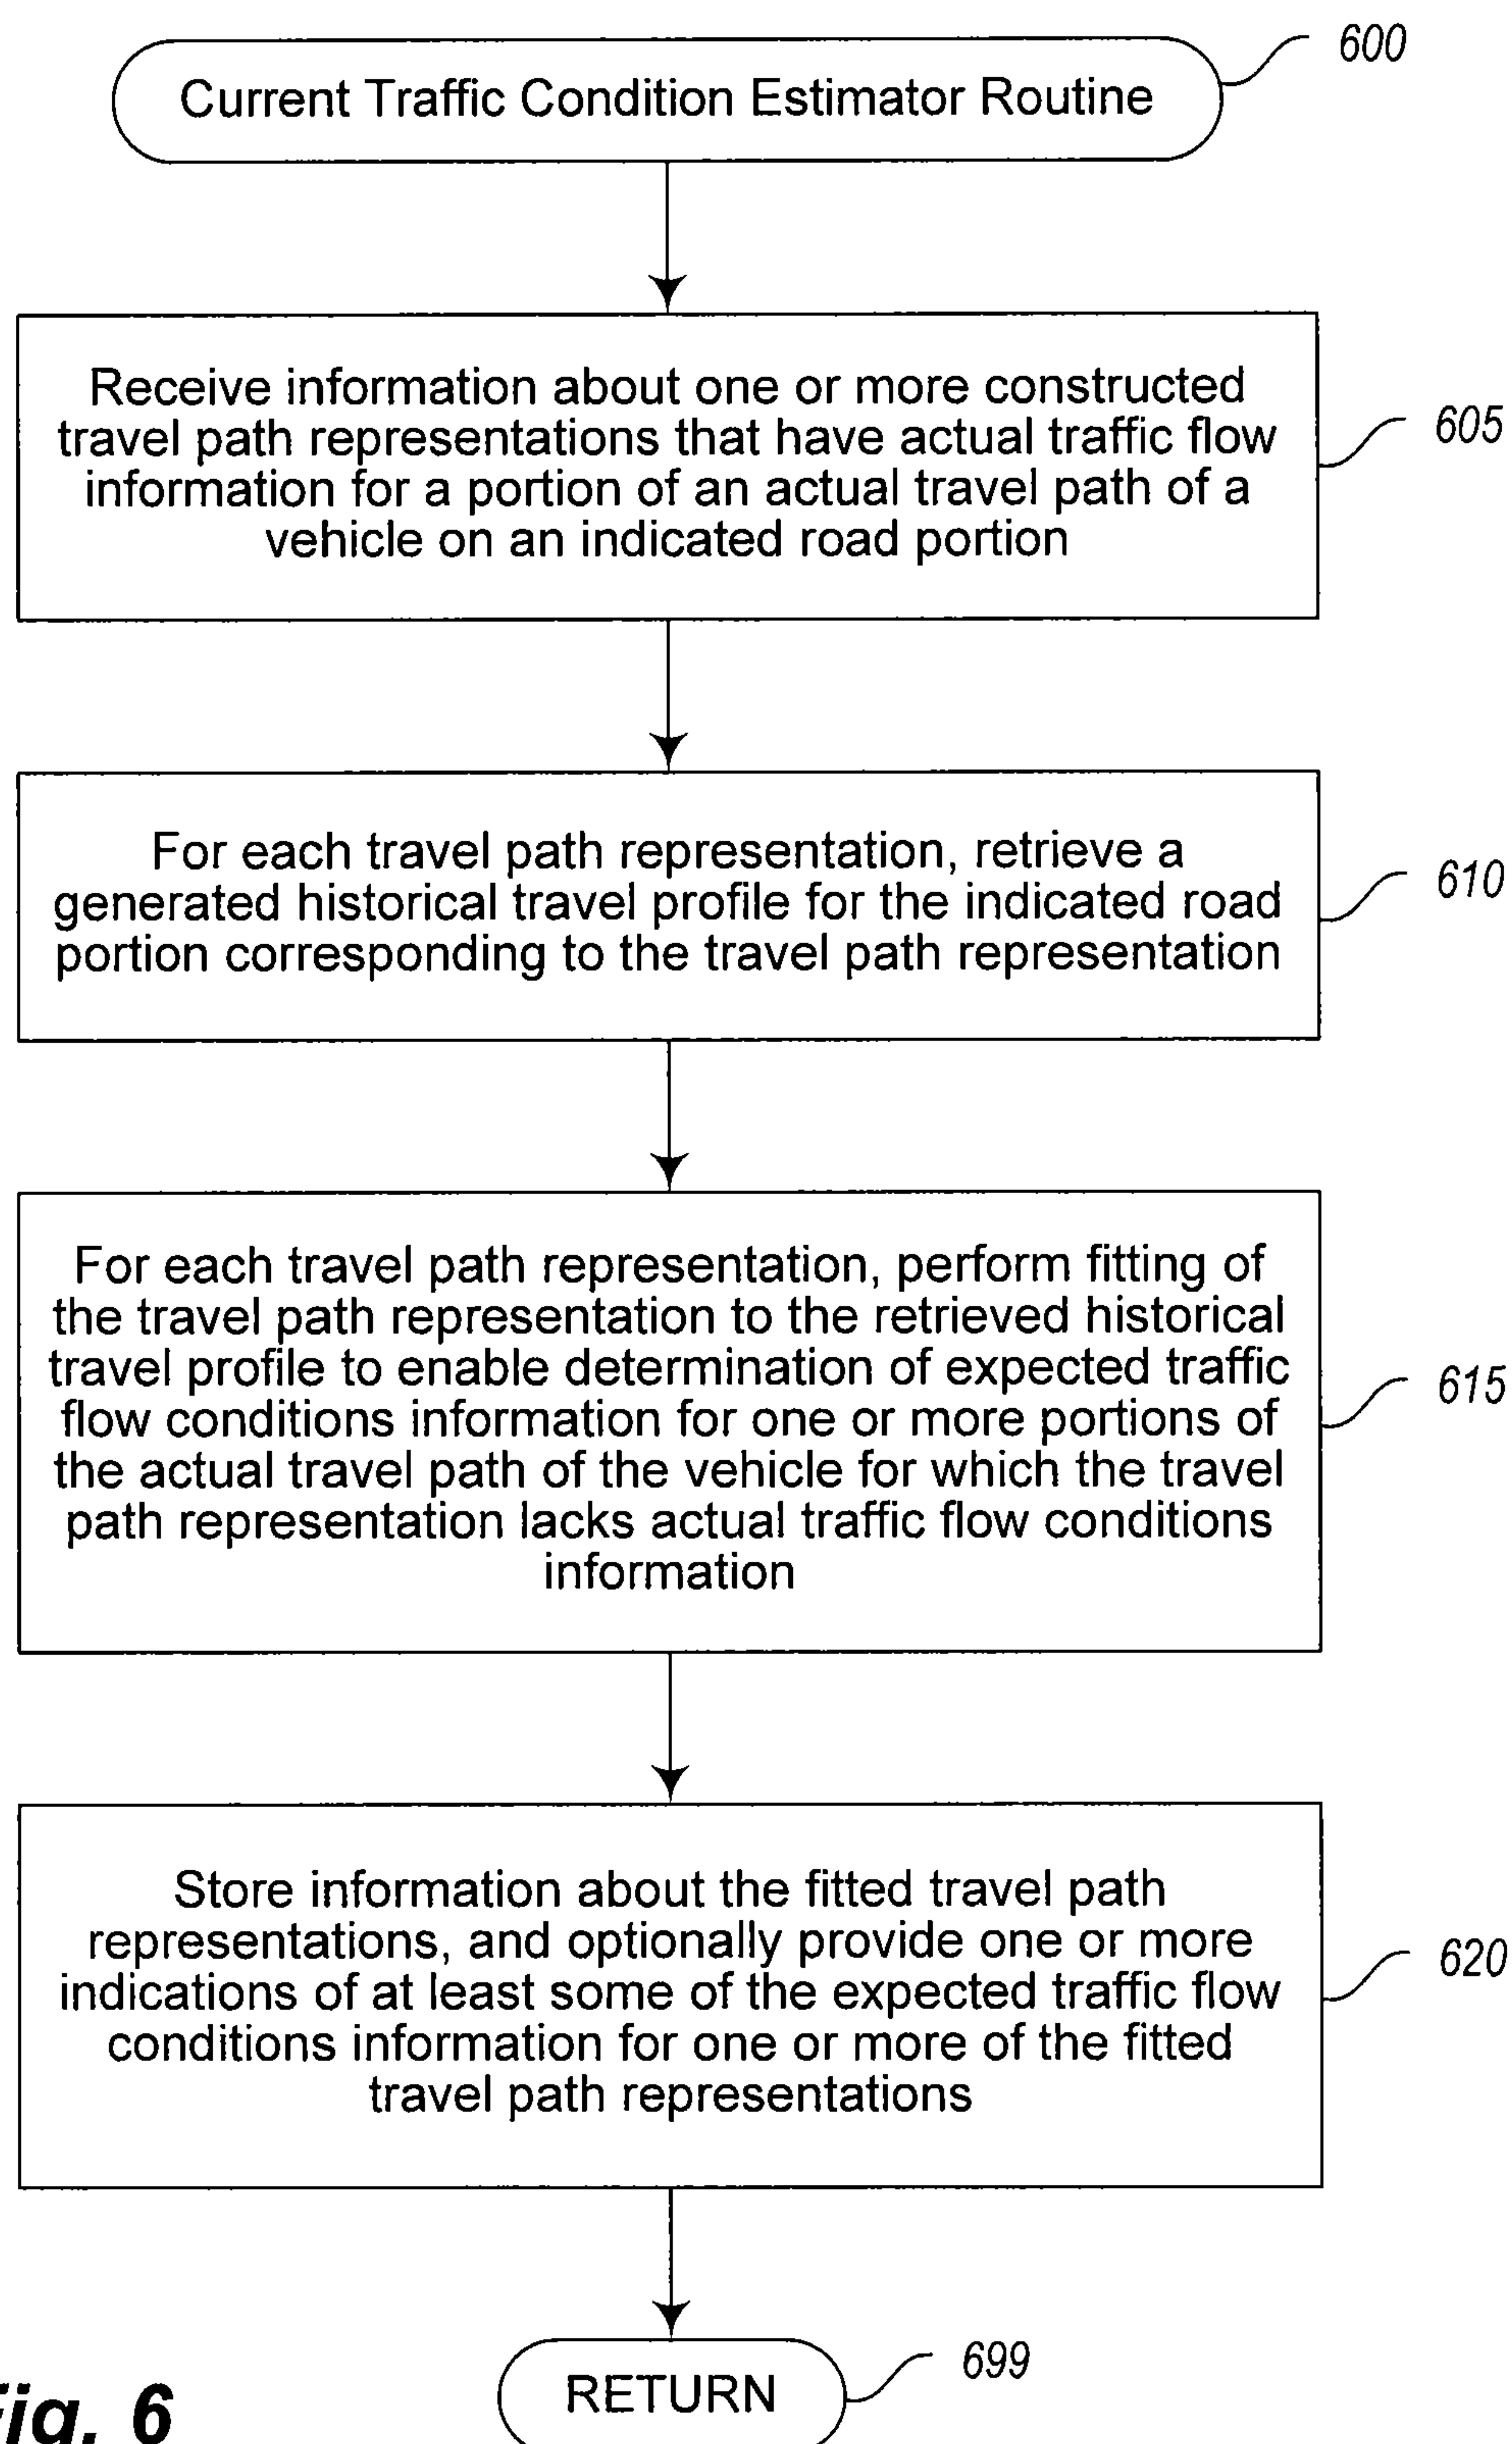 Current Traffic Condition Estimator Routine
600
Receive information about one or more constructed
travel path representations that have actual traffic flow
information for a portion of an actual travel path of a
vehicle on an indicated road portion
605
For each travel path representation, retrieve a
generated historical travel profile for the indicated road
portion corresponding to the travel path representation
610
For each travel path representation, perform fitting of
the travel path representation to the retrieved historical
travel profile to enable determination of expected traffic
flow conditions information for one or more portions of
the actual travel path of the vehicle for which the travel
path representation lacks actual traffic flow conditions
information
615
Store information about the fitted travel path
representations, and optionally provide one or more
indications of at least some of the expected traffic flow
conditions information for one or more of the fitted
travel path representations
620
RETURN
699
Fig. 6